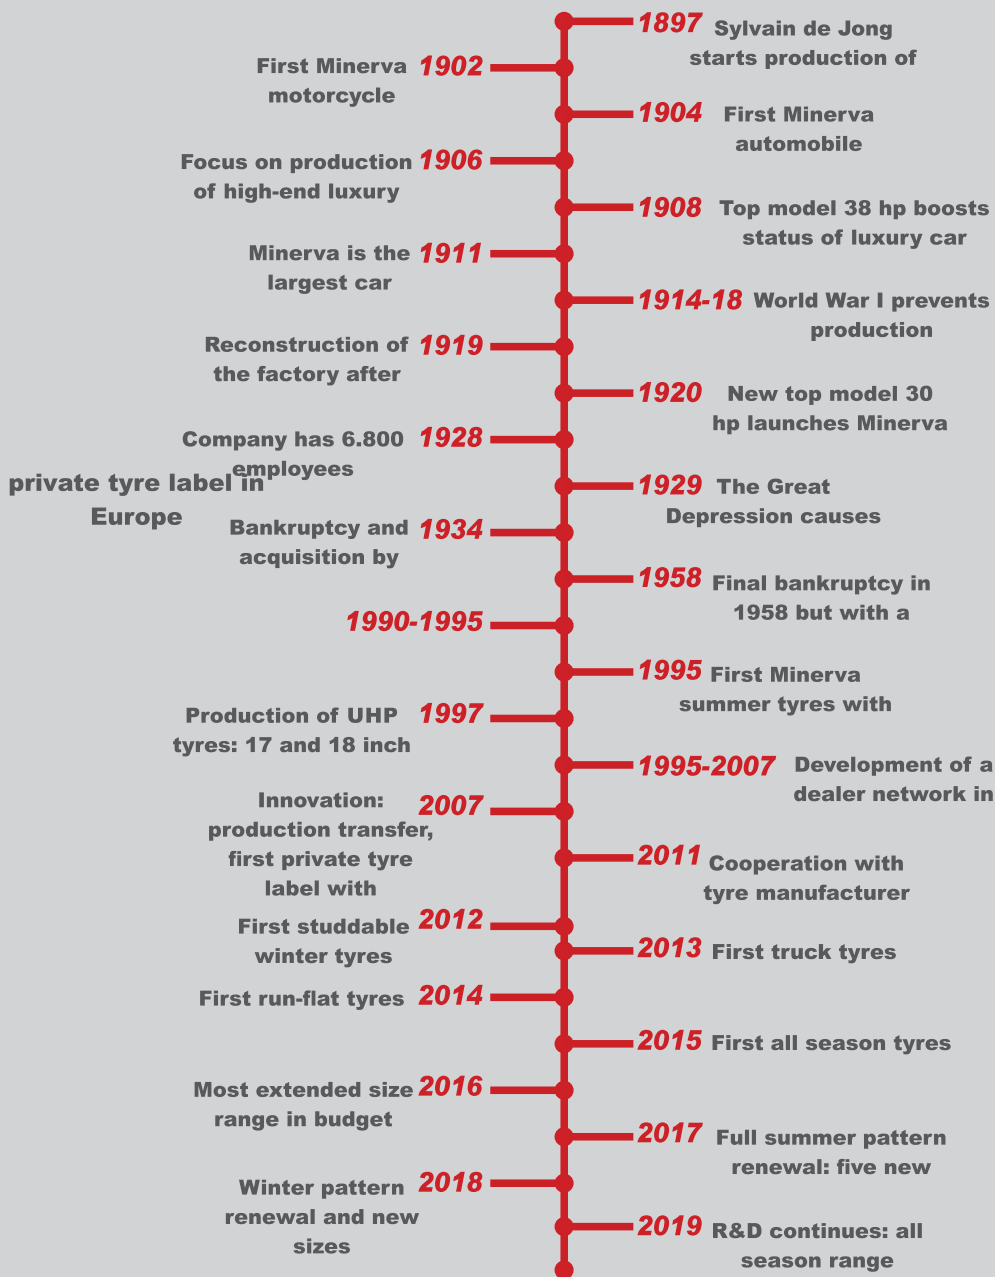 1897 Sylvain de Jong
starts production of
First Minerva 1902
motorcycle
1904 First Minerva
automobile
Focus on production 1906
of high-end luxury
1908 Top model 38 hp boosts
status of luxury car
Minerva is the 1911
largest car
1914-18 World War I prevents
production
Reconstruction of 1919
the factory after
1920 New top model 30
hp launches Minerva
Company has 6.800 1928
employees
private tyre label in
Europe
1929 The Great
Depression causes
Bankruptcy and 1934
acquisition by
1958 Final bankruptcy in
1958 but with a
1990-1995
1995 First Minerva
summer tyres with
Production of UHP 1997
tyres: 17 and 18 inch
1995-2007 Development of a
dealer network in
Innovation: 2007
production transfer,
first private tyre
label with
2011 Cooperation with
tyre manufacturer
First studdable 2012
winter tyres
2013 First truck tyres
First run-flat tyres 2014
2015 First all season tyres
Most extended size 2016
range in budget
2017 Full summer pattern
renewal: five new
Winter pattern 2018
renewal and new
sizes
2019 R&D continues: all
season range